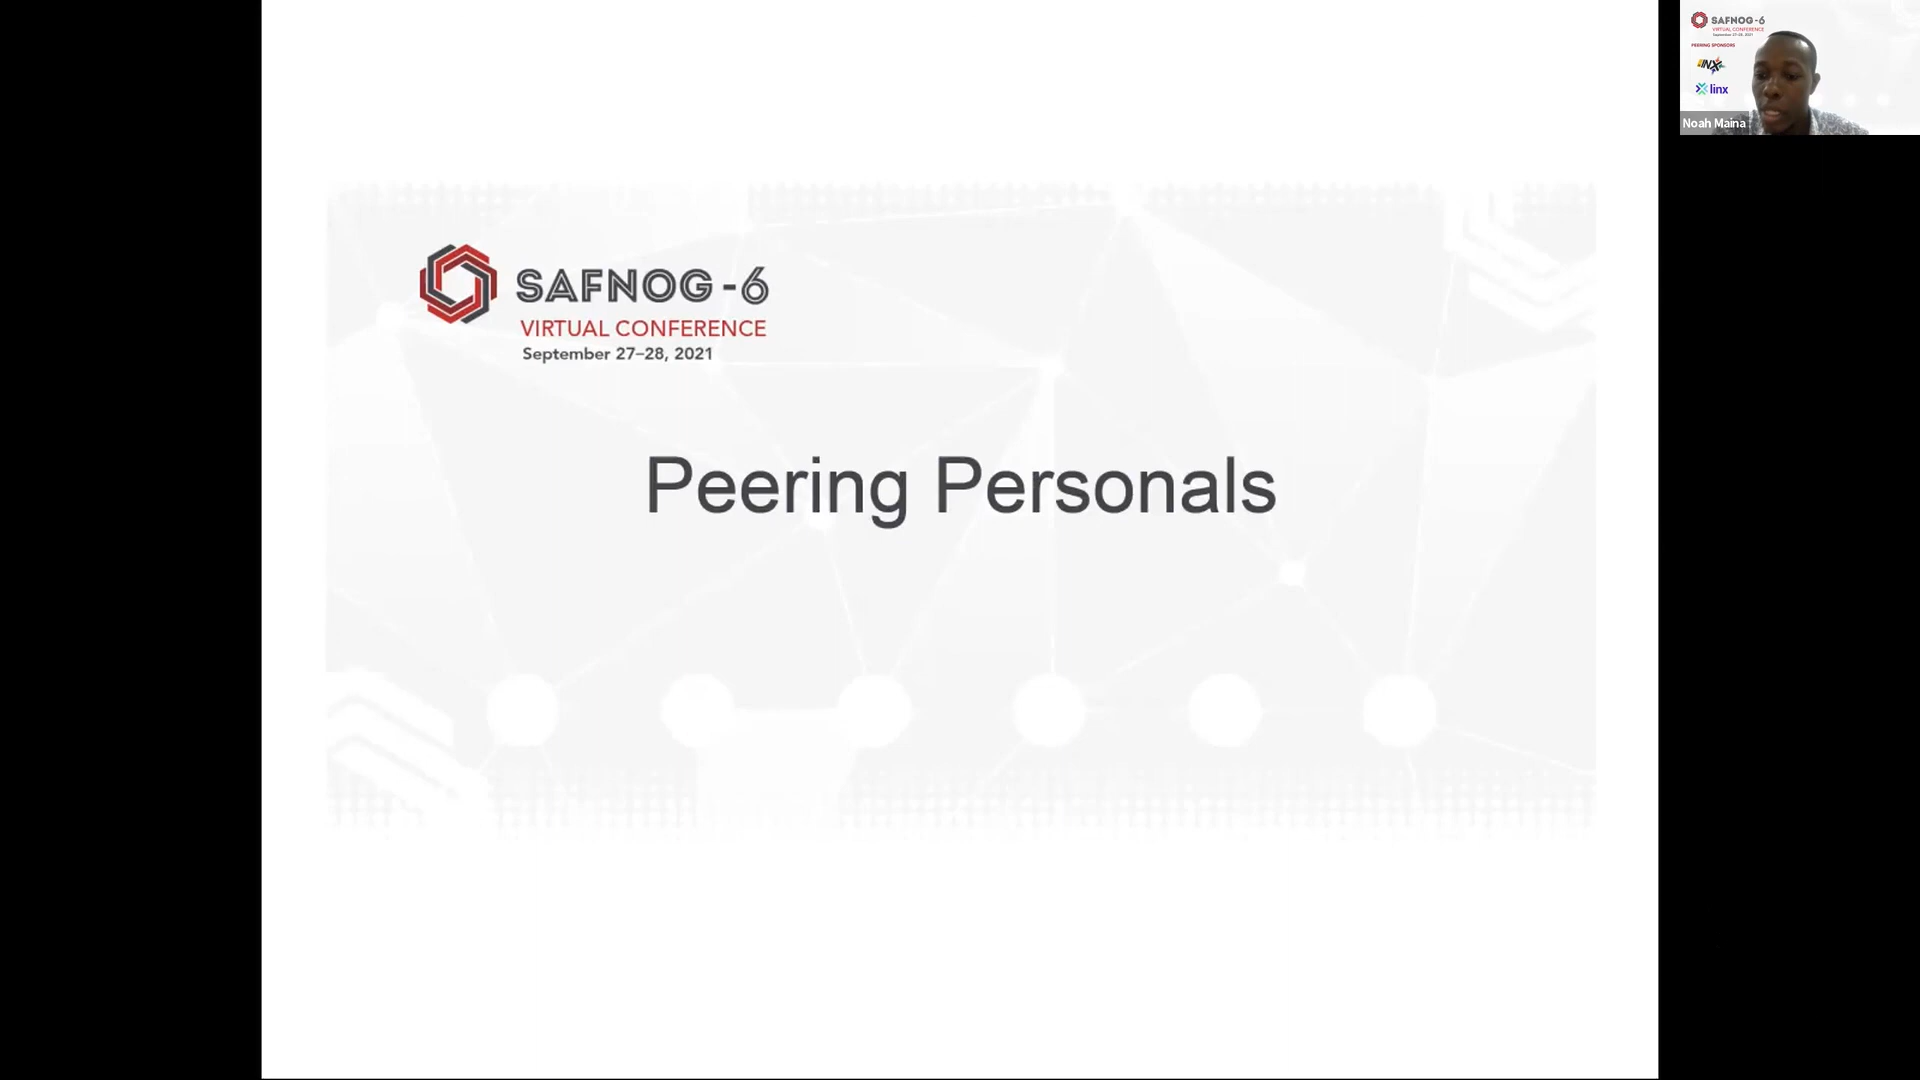 SAFNOG-6
VIRTUAL CONFERENCE
September 27–28, 2021
Peering Personals
SAFNOG-6
VIRTUAL CONFERENCE
September 27-28, 2021
PEERING SPONSORS
INX
linx
Noah Maina